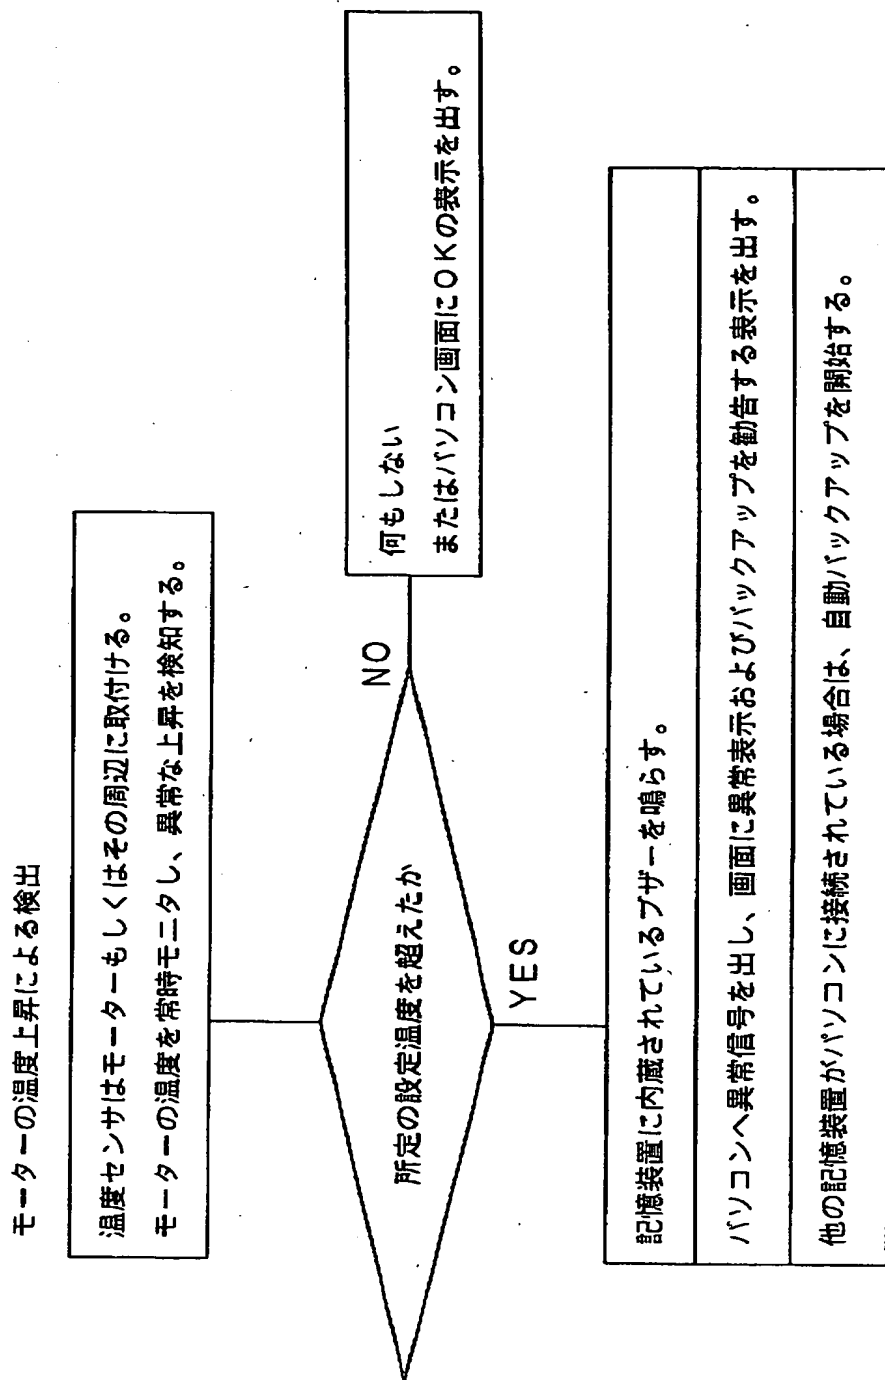 モーターの温度上昇による検出
温度センサはモーターもしくはその周辺に取付ける。
モーターの温度を常時モニタし、異常な上昇を検知する。
所定の設定温度を超えたか
NO
何もしない
またはパソコン画面にOKの表示を出す。
YES
記憶装置に内蔵されているブザーを鳴らす。
パソコンへ異常信号を出し、画面に異常表示およびバックアップを勧告する表示を出す。
他の記憶装置がパソコンに接続されている場合は、自動バックアップを開始する。